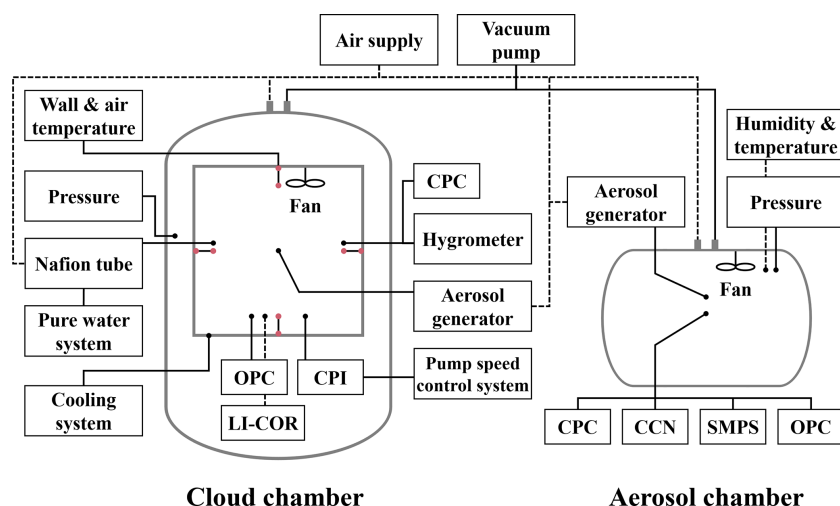 Air supply
Vacuum
pump
Wall & air
temperature
Humidity &
temperature
Pressure
Fan
CPC
Aerosol
generator
Pressure
Nafion tube
Hygrometer
Fan
Pure water
system
Aerosol
generator
OPC
CPI
Pump speed
control system
Cooling
system
LI-COR
CPC
CCN
SMPS
OPC
Cloud chamber
Aerosol chamber